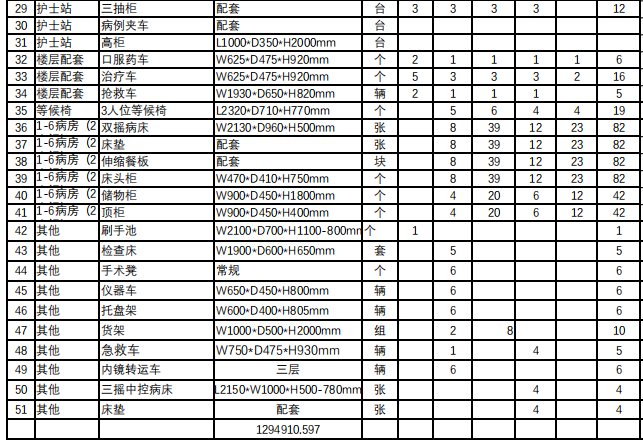 29 护士站 三抽柜 配套 台 3 3 3 3 12
30 护士站 病例夹车 配套 台
31 护士站 高柜 L1000*D350*H2000mm 台
32 楼层配套 口服药车 W625*D475*H920mm 个 2 1 1 1 1 6
33 楼层配套 治疗车 W625*D475*H920mm 个 5 3 3 3 2 16
34 楼层配套 抢救车 W1930*D650*H820mm 辆 2 1 1 1 5
35 等候椅 3人位等候椅 L2320*D710*H770mm 个 5 6 4 4 19
36 1-6病房（2 双摇病床 W2130*D960*H500mm 张 8 39 12 23 82
37 1-6病房（2 床垫 配套 张 8 39 12 23 82
38 1-6病房（2 伸缩餐板 配套 块 8 39 12 23 82
39 1-6病房（2 床头柜 W470*D410*H750mm 个 8 39 12 23 82
40 1-6病房（2 储物柜 W900*D450*H1800mm 个 4 20 6 12 42
41 1-6病房（2 顶柜 W900*D450*H400mm 个 4 20 6 12 42
42 其他 刷手池 W2100*D700*H1100-800mm 个 1 1
43 其他 检查床 W1900*D600*H650mm 套 5 5
44 其他 手术凳 常规 个 6 6
45 其他 仪器车 W650*D450*H800mm 辆 6 6
46 其他 托盘架 W600*D400*H805mm 辆 6 6
47 其他 货架 W1000*D500*H2000mm 组 2 8 10
48 其他 急救车 W750*D475*H930mm 辆 1 4 5
49 其他 内镜转运车 三层 辆 6 6
50 其他 三摇中控病床 L2150*W1000*H500-780mm 张 4 4
51 其他 床垫 配套 张 4 4
1294910.597